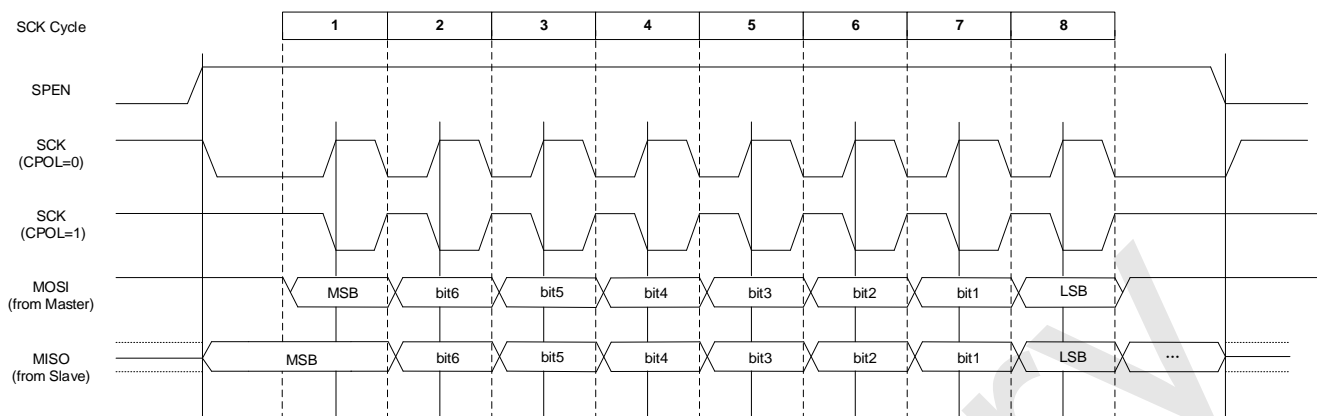 SCK Cycle 1 2 3 4 5 6 7 8
SPEN
SCK
(CPOL=0)
SCK
(CPOL=1)
MOSI
(from Master)
MSB bit6 bit5 bit4 bit3 bit2 bit1 LSB
MISO
(from Slave)
MSB bit6 bit5 bit4 bit3 bit2 bit1 LSB ...